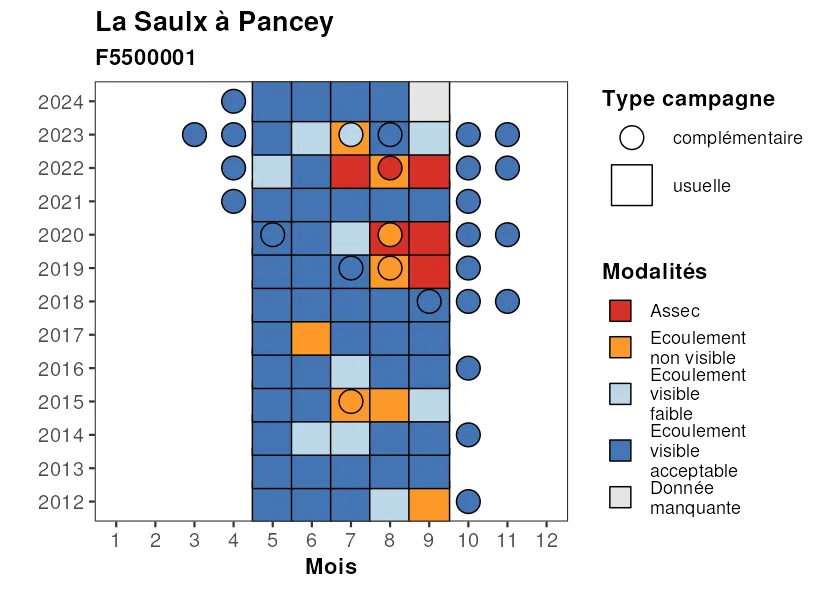 La Saulx à Pancey
F5500001
2024
2023
2022
2021
2020
2019
2018
2017
2016
2015
2014
2013
2012
1 2 3 4 5 6 7 8 9 10 11 12
Mois
Type campagne
complémentaire
usuelle
Modalités
Assec
Ecoulement
non visible
Ecoulement
visible
faible
Ecoulement
visible
acceptable
Donnée
manquante